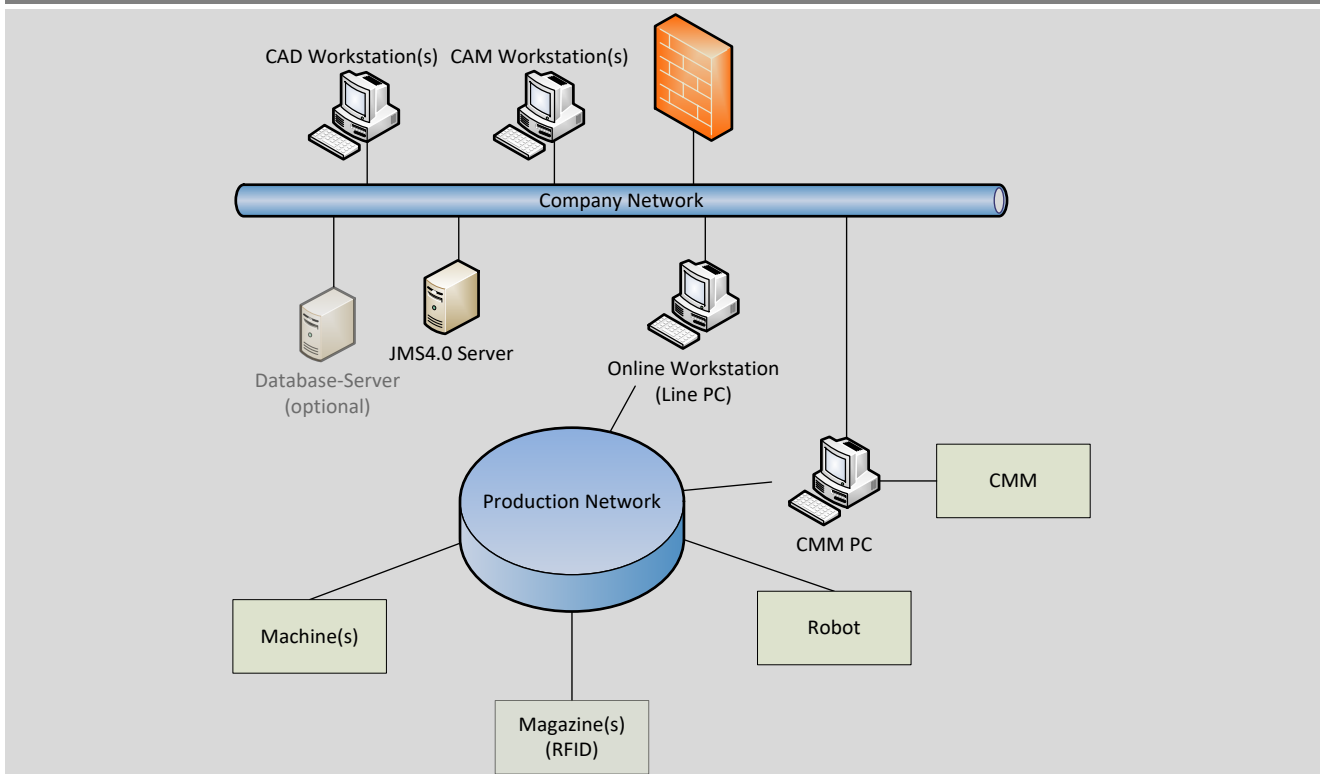 CAD Workstation(s)
CAM Workstation(s)
Company Network
JMS4.0 Server
Database-Server
(optional)
Online Workstation
(Line PC)
Production Network
CMM
CMM PC
Machine(s)
Robot
Magazine(s)
(RFID)